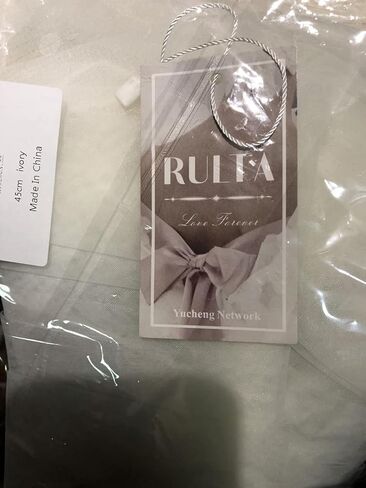 RULTA
Love Forever
Yucheng Network
45cm ivory
Made In China